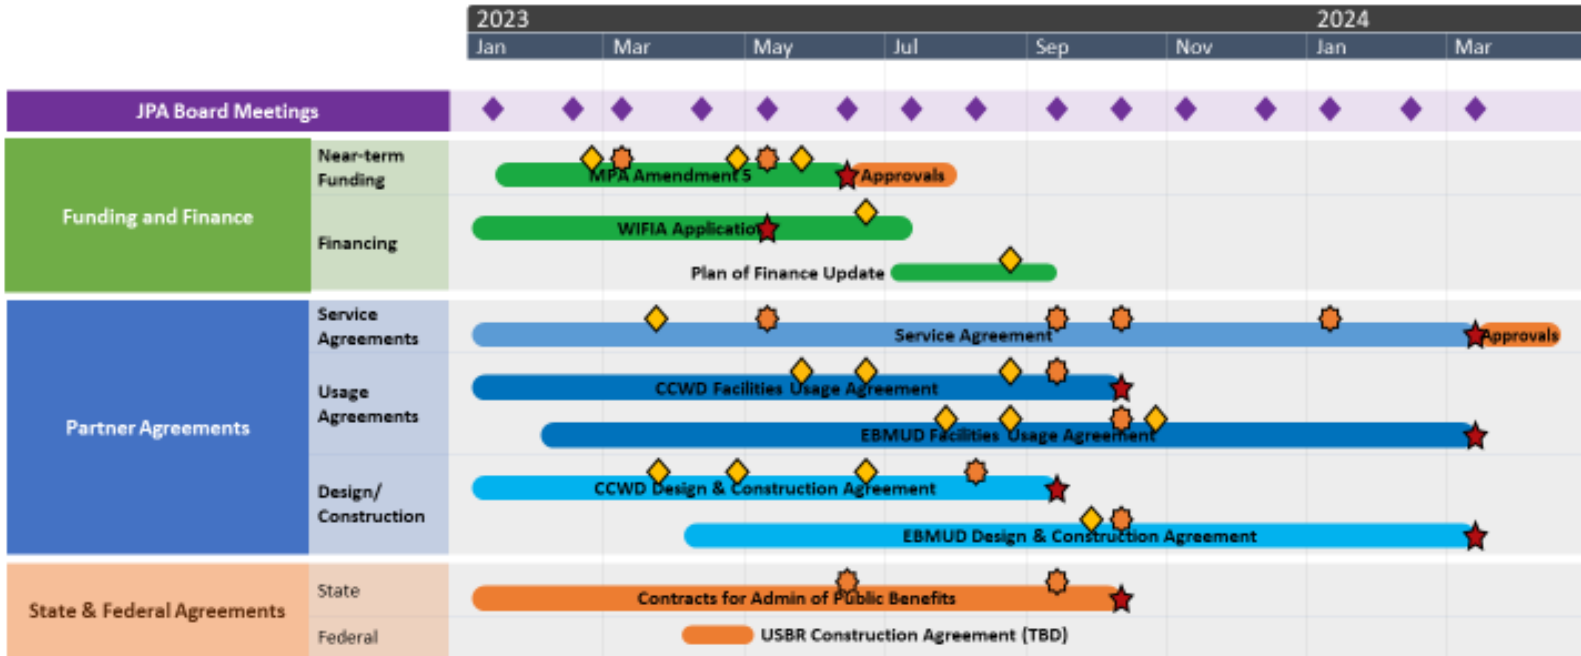 2023 2024
Jan Mar May Jul Sep Nov Jan Mar
JPA Board Meetings
Funding and Finance
Near-term
Funding
MPA Amendment 5
Approvals
Financing
WIFIA Application
Plan of Finance Update
Partner Agreements
Service
Agreements
Service Agreement
Approvals
Usage
Agreements
CCWD Facilities Usage Agreement
EBMUD Facilities Usage Agreement
Design/
Construction
CCWD Design & Construction Agreement
EBMUD Design & Construction Agreement
State & Federal Agreements
State
Contracts for Admin of Public Benefits
Federal
USBR Construction Agreement (TBD)